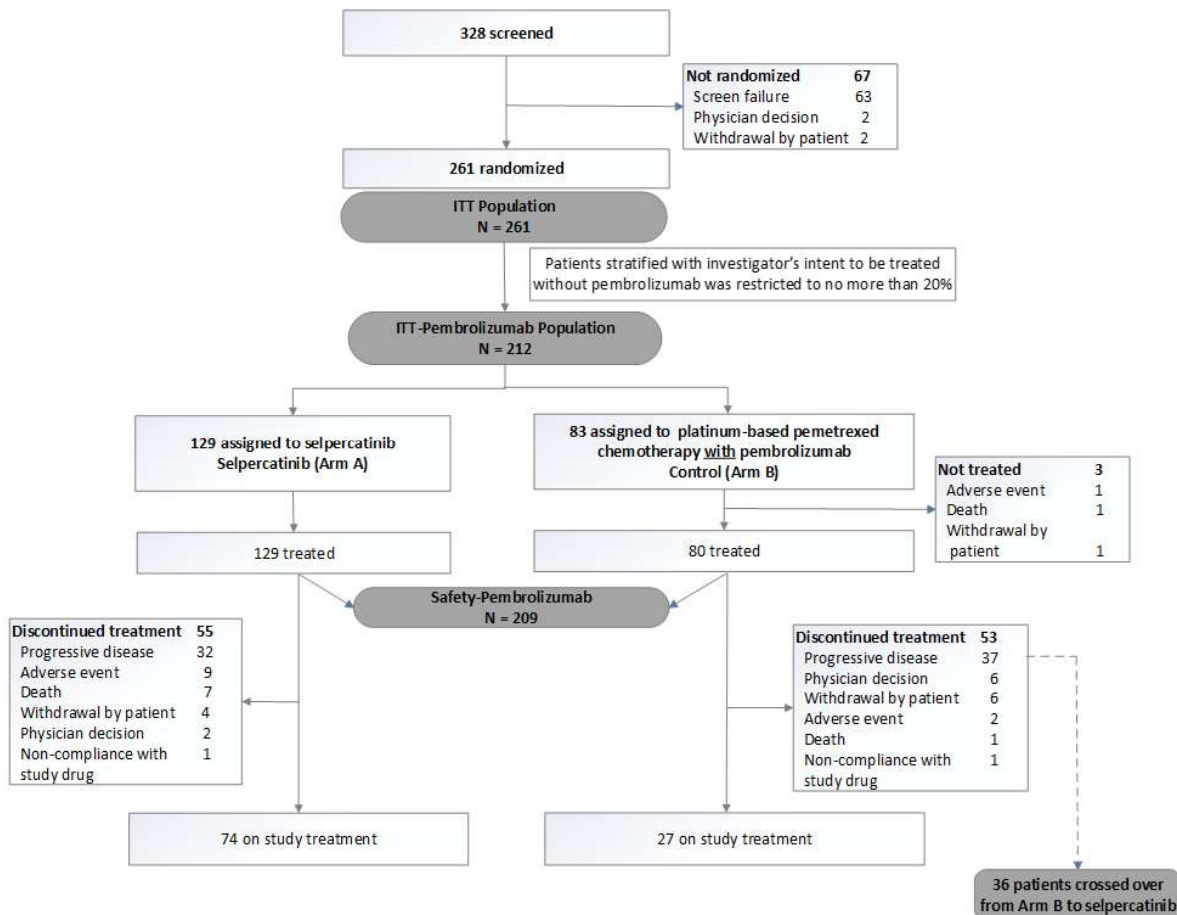 328 screened
Not randomized 67
Screen failure 63
Physician decision 2
Withdrawal by patient 2
261 randomized
ITT Population
N = 261
Patients stratified with investigator's intent to be treated
without pembrolizumab was restricted to no more than 20%
ITT-Pembrolizumab Population
N = 212
129 assigned to selpercatinib
Selpercatinib (Arm A)
83 assigned to platinum-based pemetrexed
chemotherapy with pembrolizumab
Control (Arm B)
Not treated 3
Adverse event 1
Death 1
Withdrawal by
patient 1
129 treated
80 treated
Safety-Pembrolizumab
N = 209
Discontinued treatment 55
Progressive disease 32
Adverse event 9
Death 7
Withdrawal by patient 4
Physician decision 2
Non-compliance with 1
study drug
Discontinued treatment 53
Progressive disease 37
Physician decision 6
Withdrawal by patient 6
Adverse event 2
Death 1
Non-compliance with 1
study drug
74 on study treatment
27 on study treatment
36 patients crossed over
from Arm B to selpercatinib